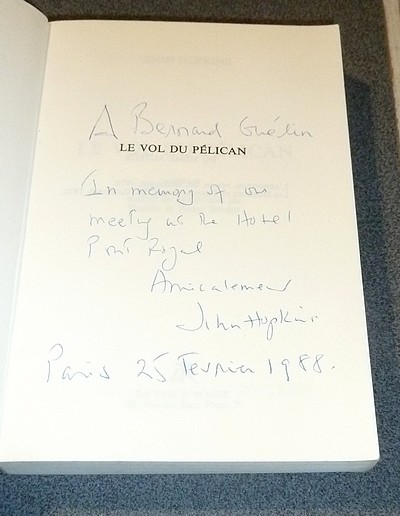 A Bernard Guélin
LE VOL DU PÉLICAN
In memory of our
meeting at the Hotel
Pont Royal
Amicalement
John Hopkins
Paris 25 Fevrier 1988.